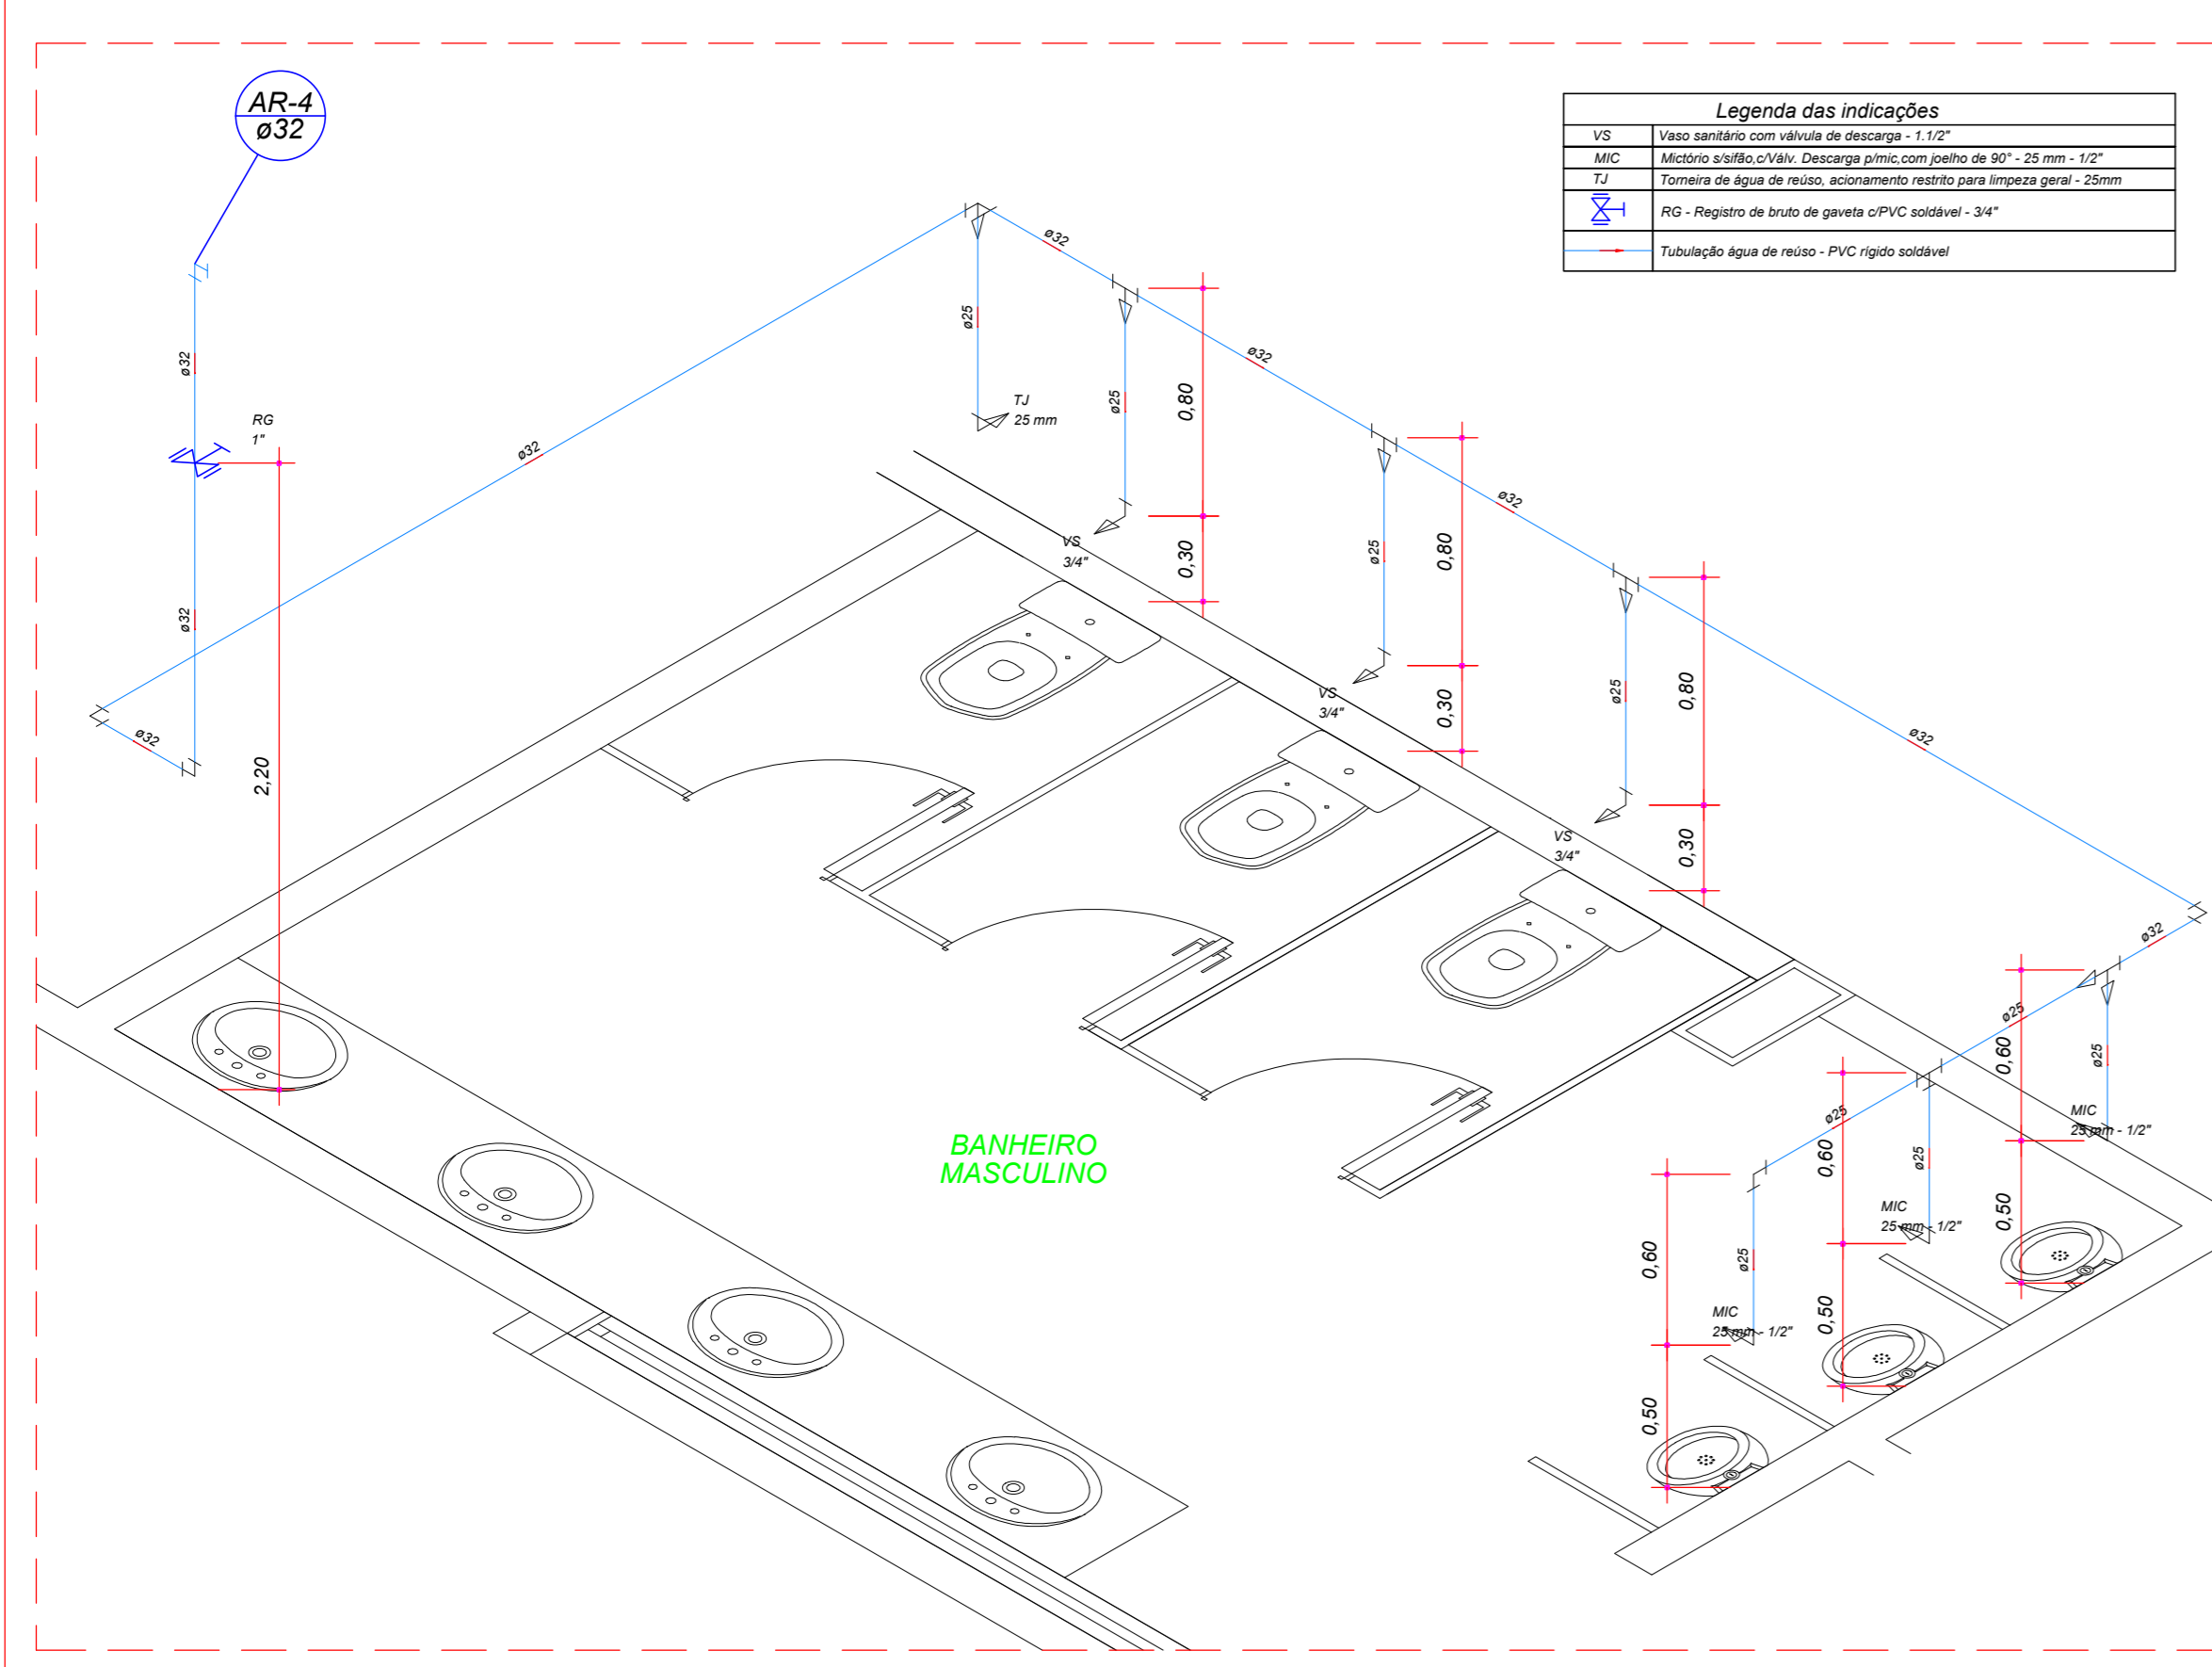 AR-4
ø32
Legenda das indicações
VS Vaso sanitário com válvula de descarga - 1.1/2"
MIC Mictório s/sifão,c/Válv. Descarga p/mic,com joelho de 90° - 25 mm - 1/2"
TJ Torneira de água de reúso, acionamento restrito para limpeza geral - 25mm
RG - Registro de bruto de gaveta c/PVC soldável - 3/4"
Tubulação água de reúso - PVC rígido soldável
ø32
ø25
ø32
ø32
TJ
25 mm
ø25
0,80
RG
1"
ø32
ø32
VS
3/4"
0,30
ø25
0,80
ø32
ø32
VS
3/4"
0,30
ø25
0,80
ø32
2,20
VS
3/4"
0,30
ø32
ø25
0,60
ø25
MIC
25 mm - 1/2"
ø25
0,60
ø25
0,50
MIC
25 mm - 1/2"
BANHEIRO
MASCULINO
0,60
ø25
MIC
25 mm - 1/2"
0,50
0,50